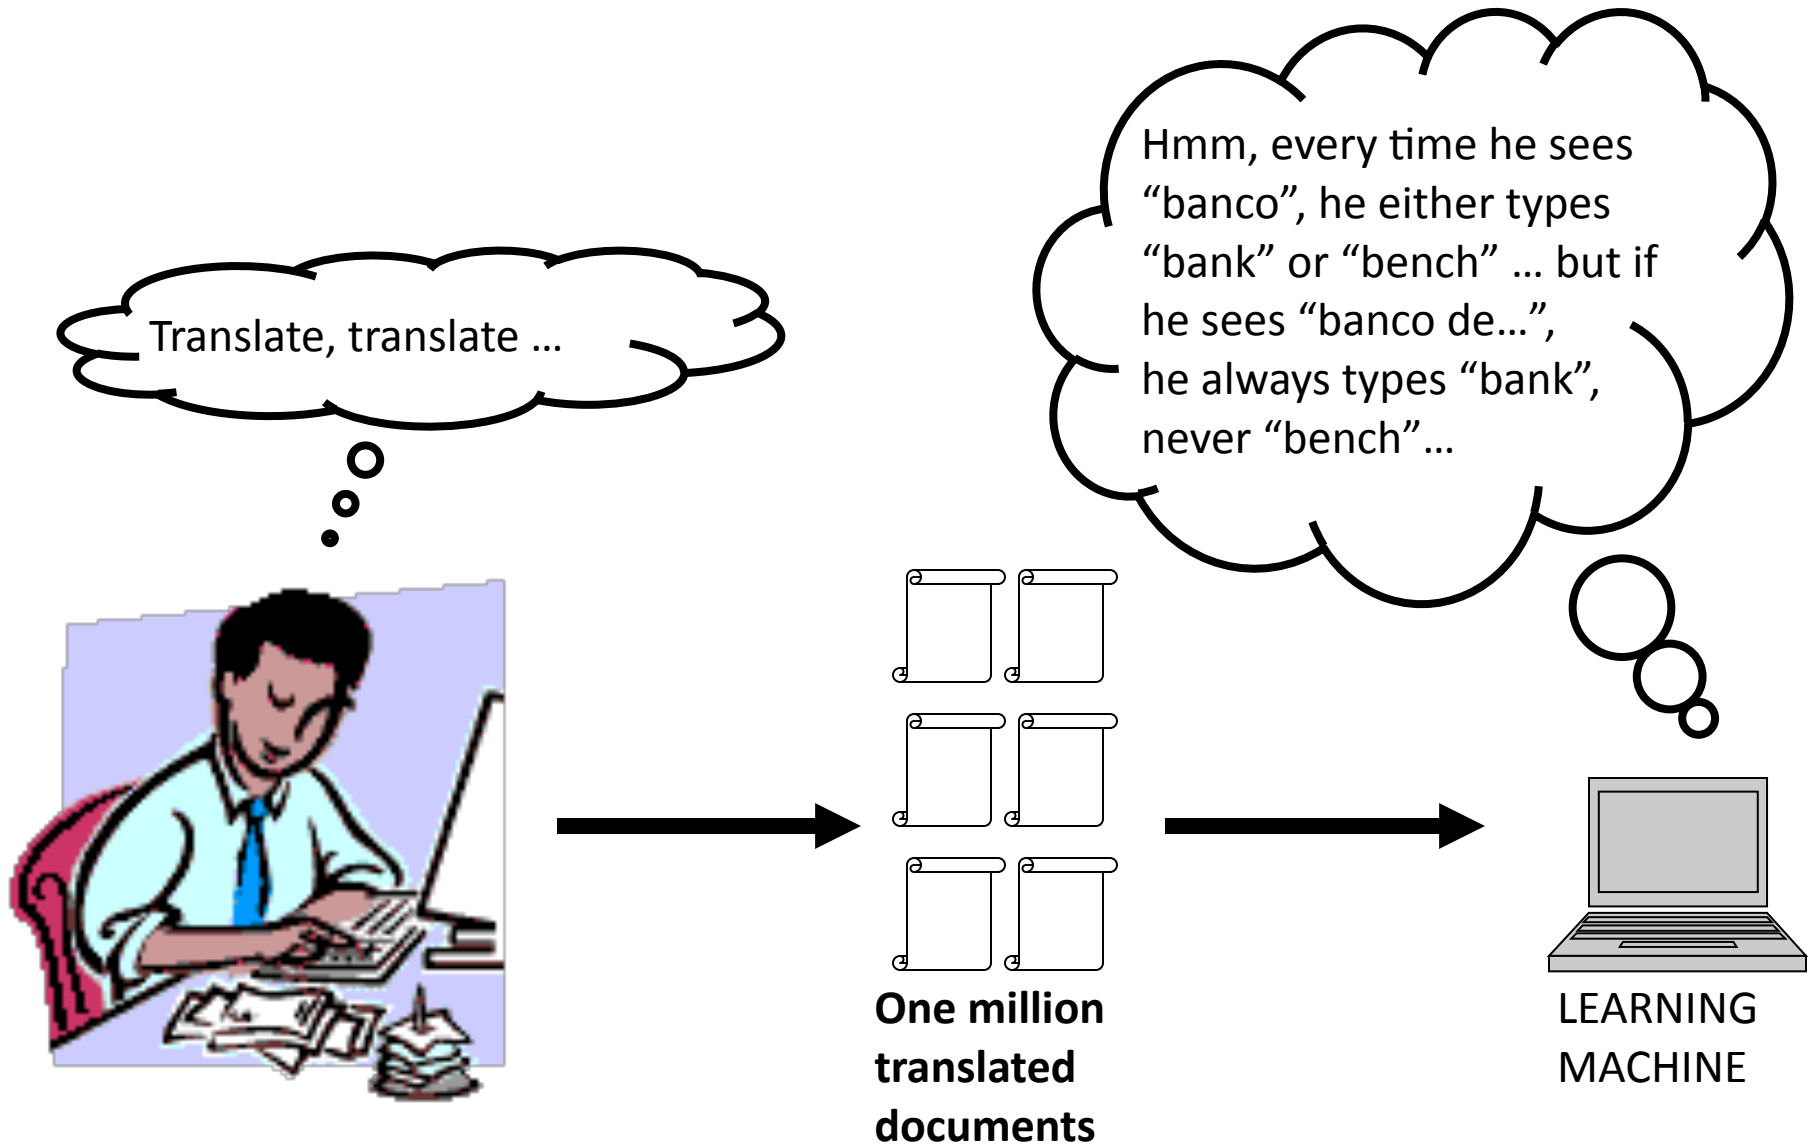 Translate, translate …
Hmm, every time he sees
“banco”, he either types
“bank” or “bench” … but if
he sees “banco de…”,
he always types “bank”,
never “bench”…
One million
translated
documents
LEARNING
MACHINE